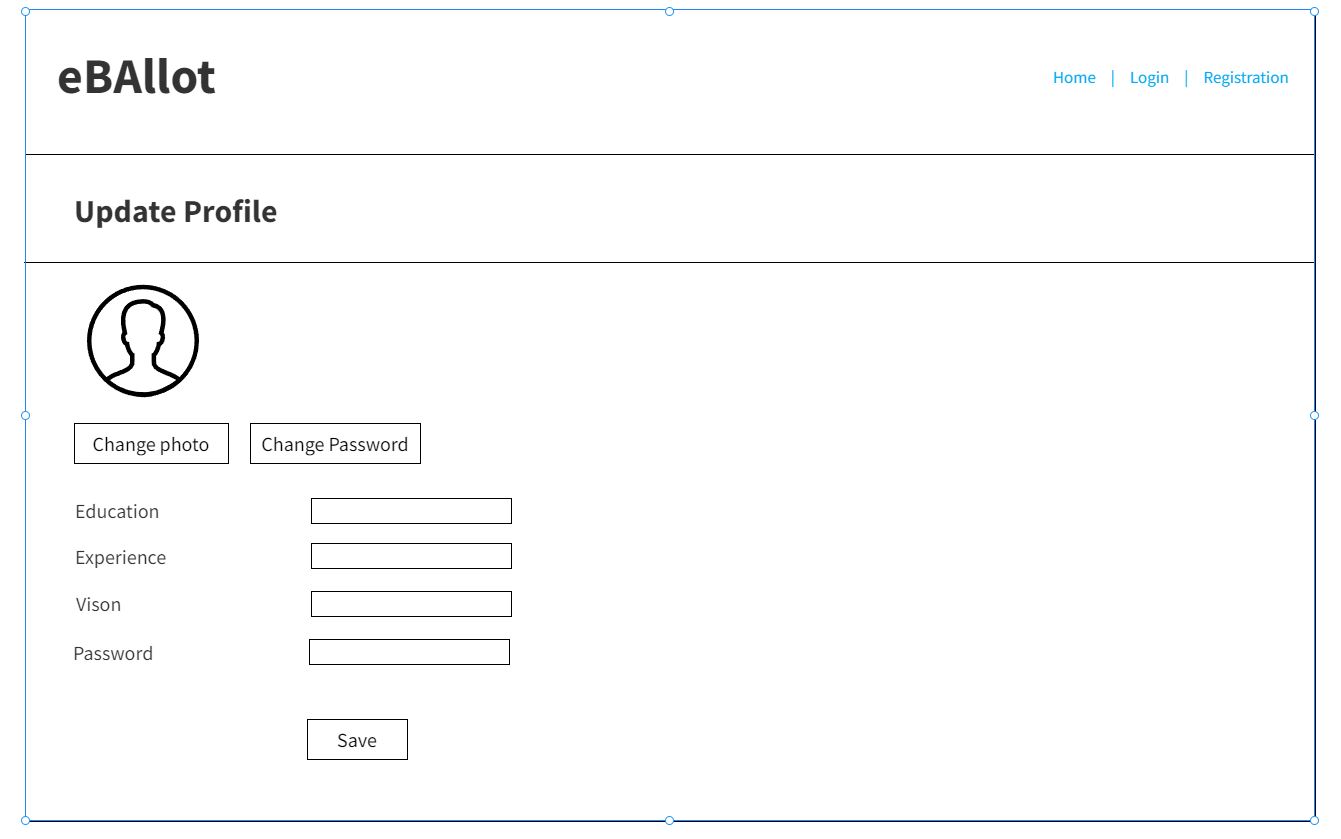 eBAllot
Home | Login | Registration
Update Profile
Change photo Change Password
Education
Experience
Vison
Password
Save